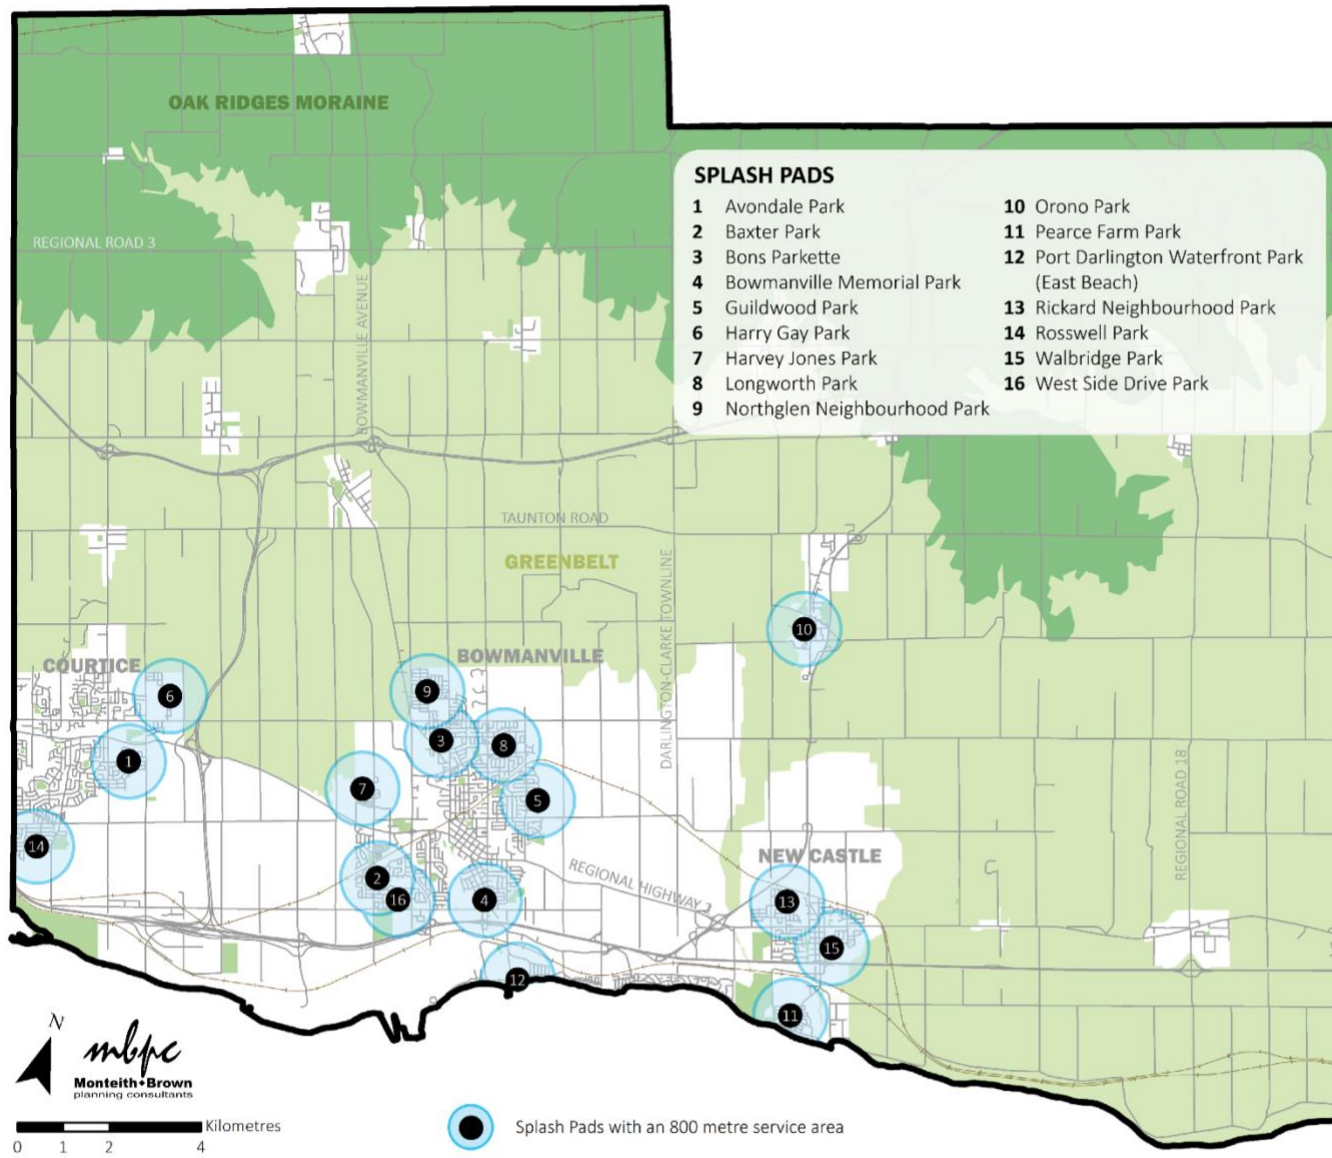 OAK RIDGES MORAINE
SPLASH PADS
1 Avondale Park
2 Baxter Park
3 Bons Parkette
4 Bowmanville Memorial Park
5 Guildwood Park
6 Harry Gay Park
7 Harvey Jones Park
8 Longworth Park
9 Northglen Neighbourhood Park
10 Orono Park
11 Pearce Farm Park
12 Port Darlington Waterfront Park
(East Beach)
13 Rickard Neighbourhood Park
14 Rosswell Park
15 Walbridge Park
16 West Side Drive Park
REGIONAL ROAD 3
BOWMANVILLE AVENUE
TAUNTON ROAD
GREENBELT
DARLINGTON-CLARKE TOWNLINE
10
COURTICE
BOWMANVILLE
6
9
3
8
1
7
5
REGIONAL ROAD 18
14
NEW CASTLE
2
16
4
REGIONAL HIGHWAY 2
13
15
12
11
N
mbpc
Monteith+Brown
planning consultants
Kilometres
0 1 2 4
Splash Pads with an 800 metre service area